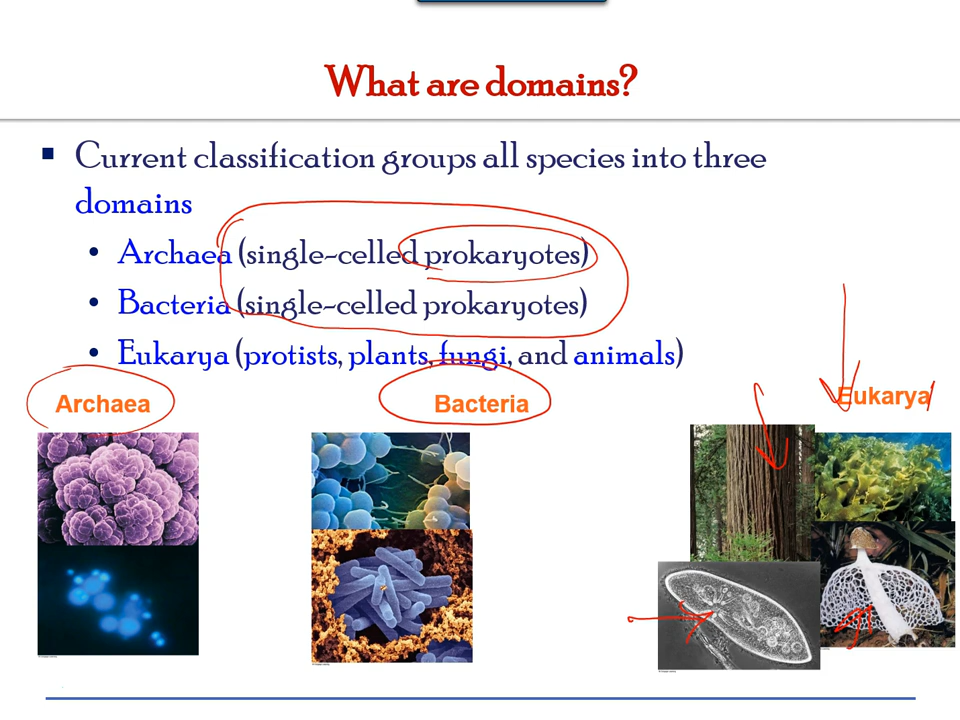 What are domains?
Current classification groups all species into three
domains
Archaea (single-celled prokaryotes)
Bacteria (single-celled prokaryotes)
Eukarya (protists, plants, fungi, and animals)
Archaea
Bacteria
Eukarya